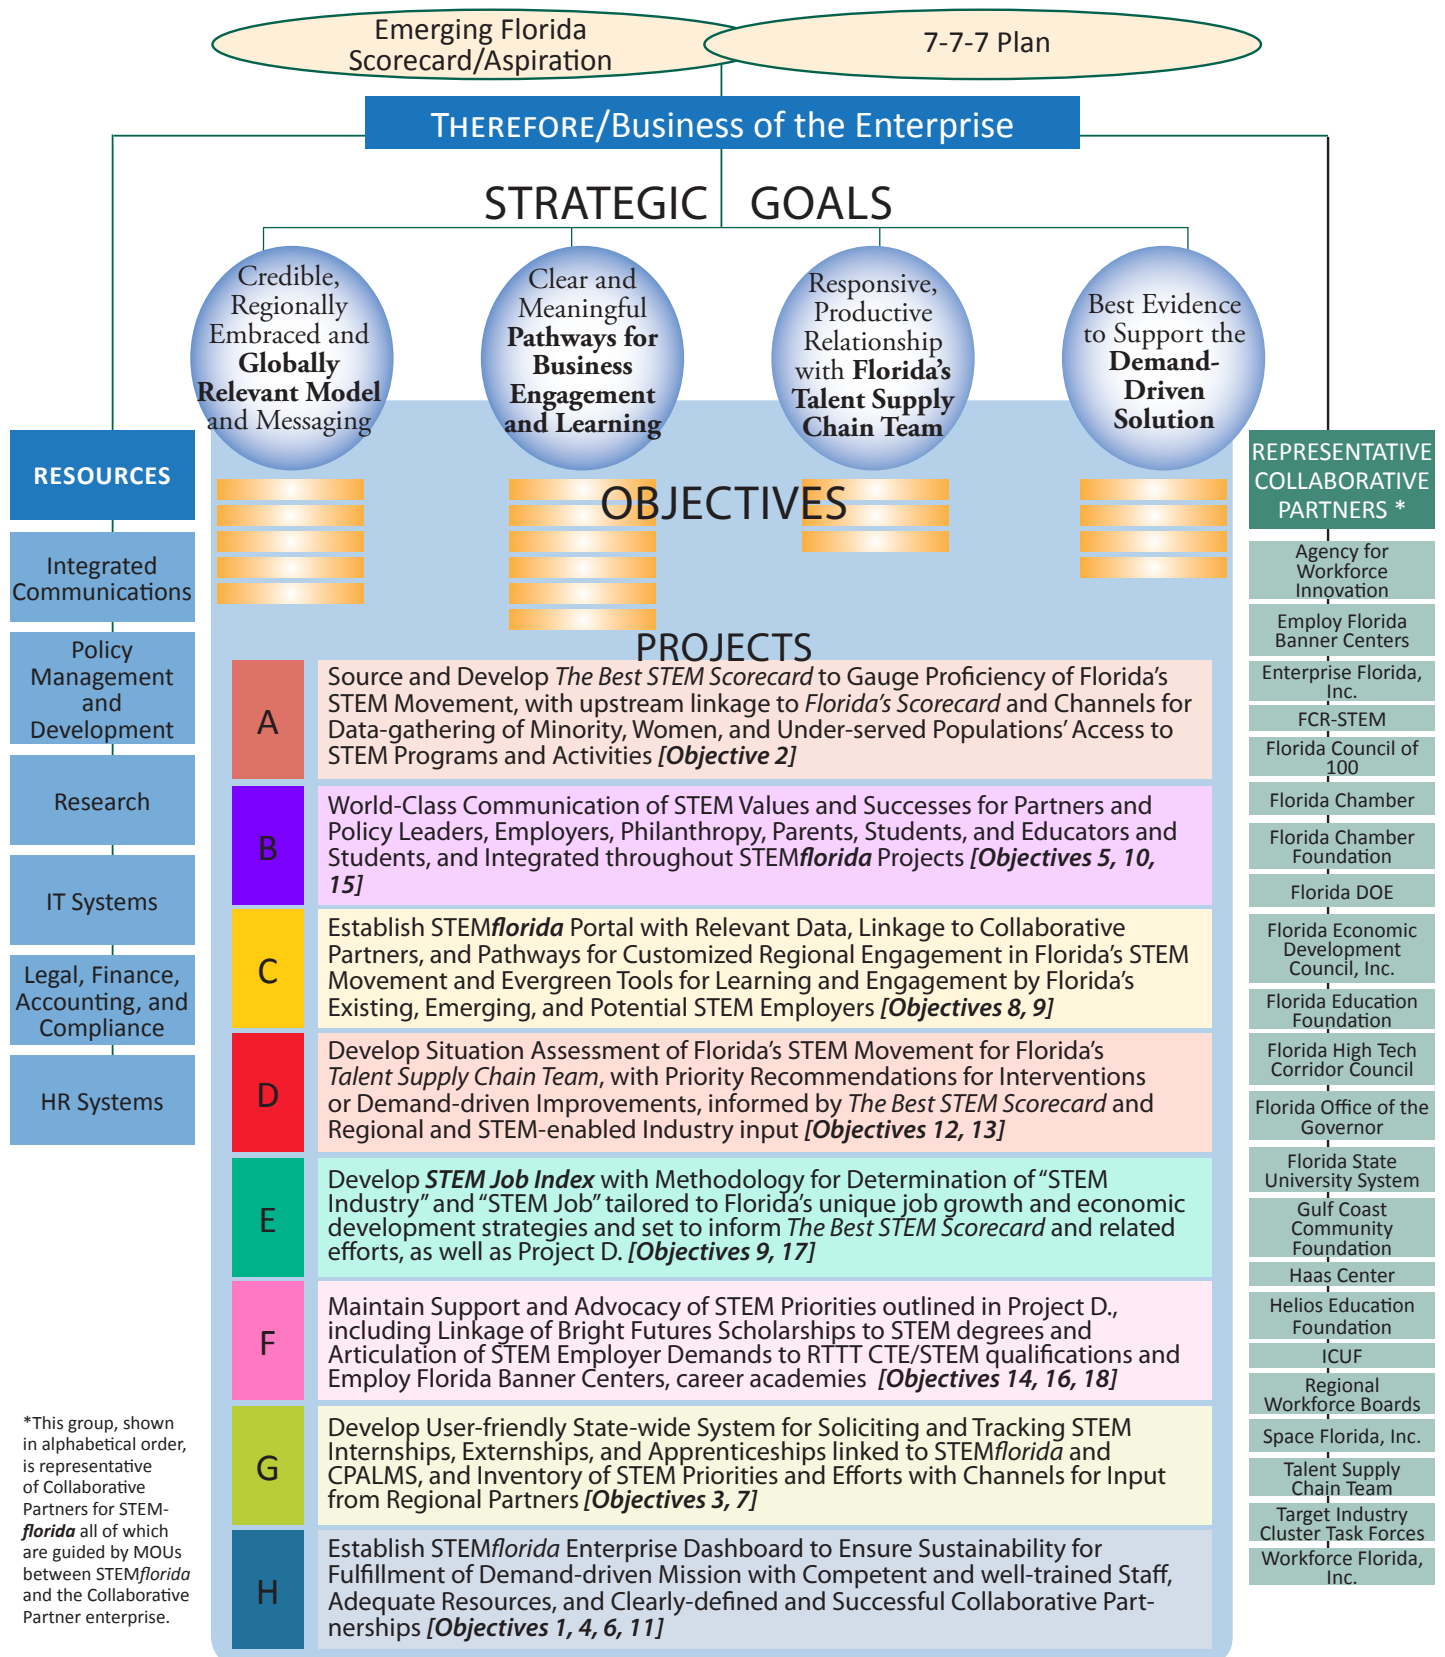 Emerging Florida
Scorecard/Aspiration
7-7-7 Plan
THEREFORE/Business of the Enterprise
STRATEGIC GOALS
Credible,
Regionally
Embraced and
Globally
Relevant Model
and Messaging
Clear and
Meaningful
Pathways for
Business
Engagement
and Learning
Responsive,
Productive
Relationship
with Florida's
Talent Supply
Chain Team
Best Evidence
to Support the
Demand-
Driven
Solution
RESOURCES
Integrated
Communications
Policy
Management
and
Development
Research
IT Systems
Legal, Finance,
Accounting, and
Compliance
HR Systems
OBJECTIVES
PROJECTS
A
Source and Develop The Best STEM Scorecard to Gauge Proficiency of Florida's
STEM Movement, with upstream linkage to Florida's Scorecard and Channels for
Data-gathering of Minority, Women, and Under-served Populations' Access to
STEM Programs and Activities [Objective 2]
B
World-Class Communication of STEM Values and Successes for Partners and
Policy Leaders, Employers, Philanthropy, Parents, Students, and Educators and
Students, and Integrated throughout STEMflorida Projects [Objectives 5, 10,
15]
C
Establish STEMflorida Portal with Relevant Data, Linkage to Collaborative
Partners, and Pathways for Customized Regional Engagement in Florida's STEM
Movement and Evergreen Tools for Learning and Engagement by Florida's
Existing, Emerging, and Potential STEM Employers [Objectives 8, 9]
D
Develop Situation Assessment of Florida's STEM Movement for Florida's
Talent Supply Chain Team, with Priority Recommendations for Interventions
or Demand-driven Improvements, informed by The Best STEM Scorecard and
Regional and STEM-enabled Industry input [Objectives 12, 13]
E
Develop STEM Job Index with Methodology for Determination of "STEM
Industry" and "STEM Job" tailored to Florida's unique job growth and economic
development strategies and set to inform The Best STEM Scorecard and related
efforts, as well as Project D. [Objectives 9, 17]
F
Maintain Support and Advocacy of STEM Priorities outlined in Project D.,
including Linkage of Bright Futures Scholarships to STEM degrees and
Articulation of STEM Employer Demands to RTTT CTE/STEM qualifications and
Employ Florida Banner Centers, career academies [Objectives 14, 16, 18]
G
Develop User-friendly State-wide System for Soliciting and Tracking STEM
Internships, Externships, and Apprenticeships linked to STEMflorida and
CPALMS, and Inventory of STEM Priorities and Efforts with Channels for Input
from Regional Partners [Objectives 3, 7]
H
Establish STEMflorida Enterprise Dashboard to Ensure Sustainability for
Fulfillment of Demand-driven Mission with Competent and well-trained Staff,
Adequate Resources, and Clearly-defined and Successful Collaborative Part-
nerships [Objectives 1, 4, 6, 11]
REPRESENTATIVE
COLLABORATIVE
PARTNERS *
Agency for
Workforce
Innovation
Employ Florida
Banner Centers
Enterprise Florida,
Inc.
FCR-STEM
Florida Council of
100
Florida Chamber
Florida Chamber
Foundation
Florida DOE
Florida Economic
Development
Council, Inc.
Florida Education
Foundation
Florida High Tech
Corridor Council
Florida Office of the
Governor
Florida State
University System
Gulf Coast
Community
Foundation
Haas Center
Helios Education
Foundation
ICUF
Regional
Workforce Boards
Space Florida, Inc.
Talent Supply
Chain Team
Target Industry
Cluster Task Forces
Workforce Florida,
Inc.
*This group, shown
in alphabetical order,
is representative
of Collaborative
Partners for STEM-
florida all of which
are guided by MOUs
between STEMflorida
and the Collaborative
Partner enterprise.